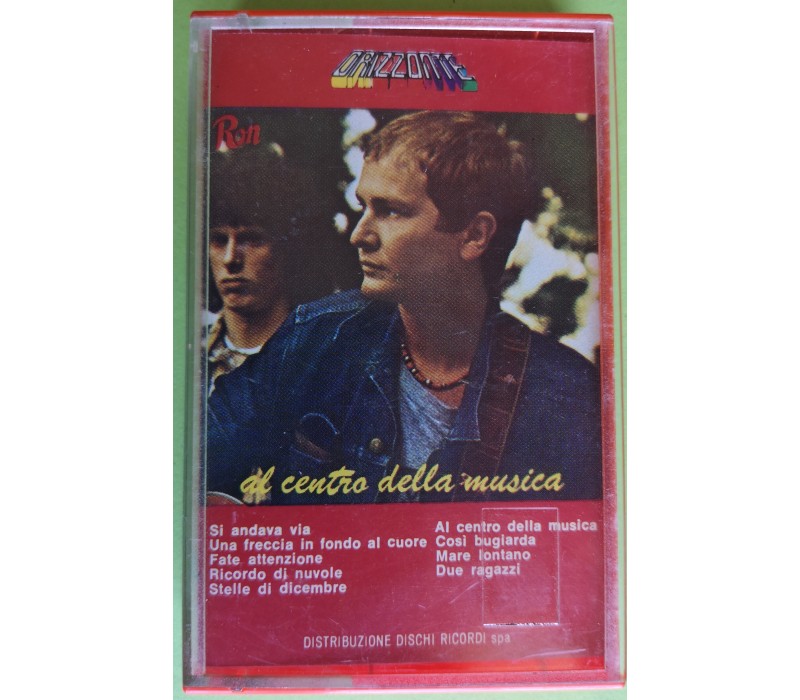 ORIZZONTE
Ron
al centro della musica
Si andava via
Una freccia in fondo al cuore
Fate attenzione
Ricordo di nuvole
Stelle di dicembre
Al centro della musica
Così bugiarda
Mare lontano
Due ragazzi
DISTRIBUZIONE DISCHI RICORDI spa